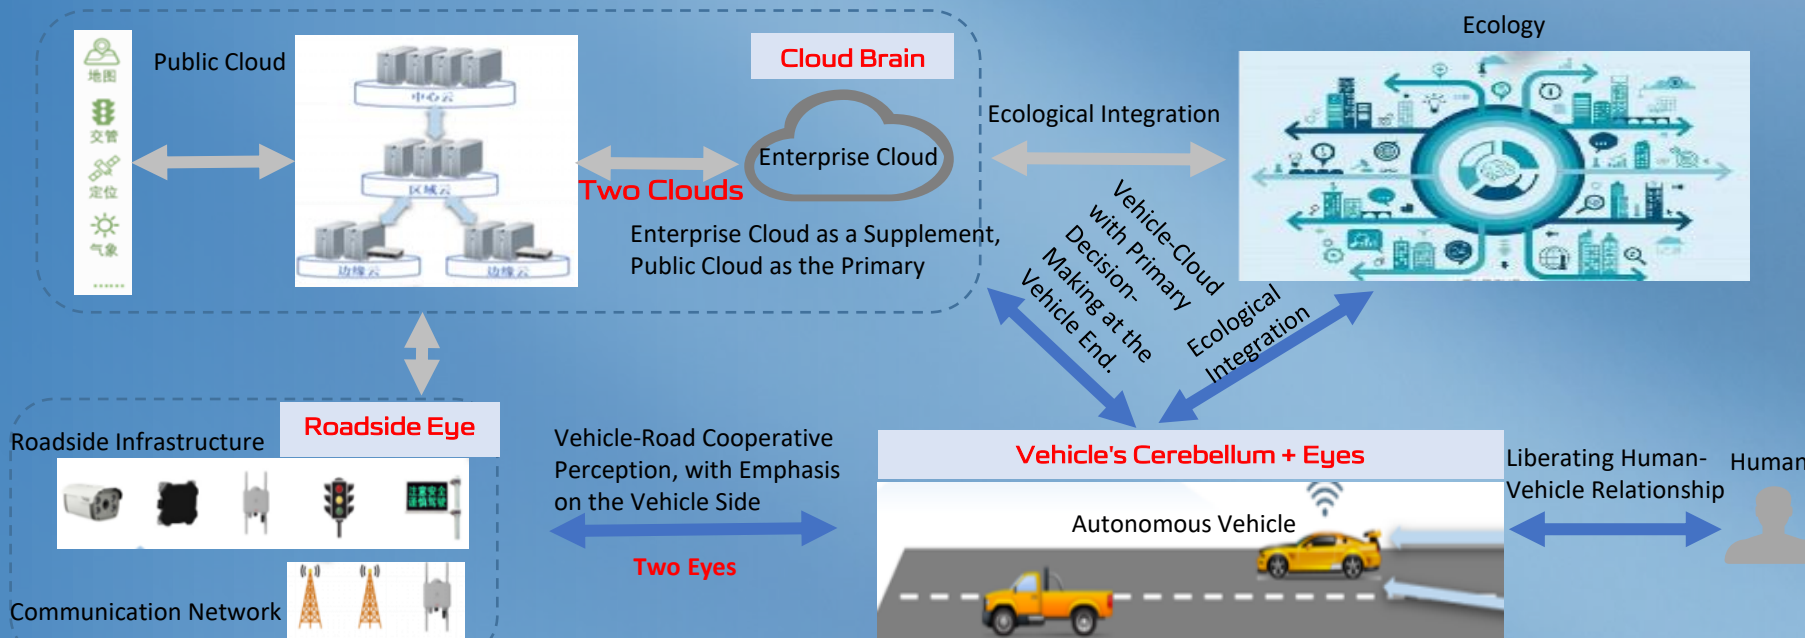 Public Cloud
地图
交管
定位
气象
......
中心云
区域云
边缘云
边缘云
Cloud Brain
Enterprise Cloud
Two Clouds
Enterprise Cloud as a Supplement,
Public Cloud as the Primary
Ecological Integration
Ecology
Vehicle-Cloud
with Primary
Decision-
Making at the
Vehicle End.
Ecological
Integration
Roadside Eye
Roadside Infrastructure
Communication Network
Vehicle-Road Cooperative
Perception, with Emphasis
on the Vehicle Side
Two Eyes
Vehicle's Cerebellum + Eyes
Autonomous Vehicle
Liberating Human-
Vehicle Relationship
Human